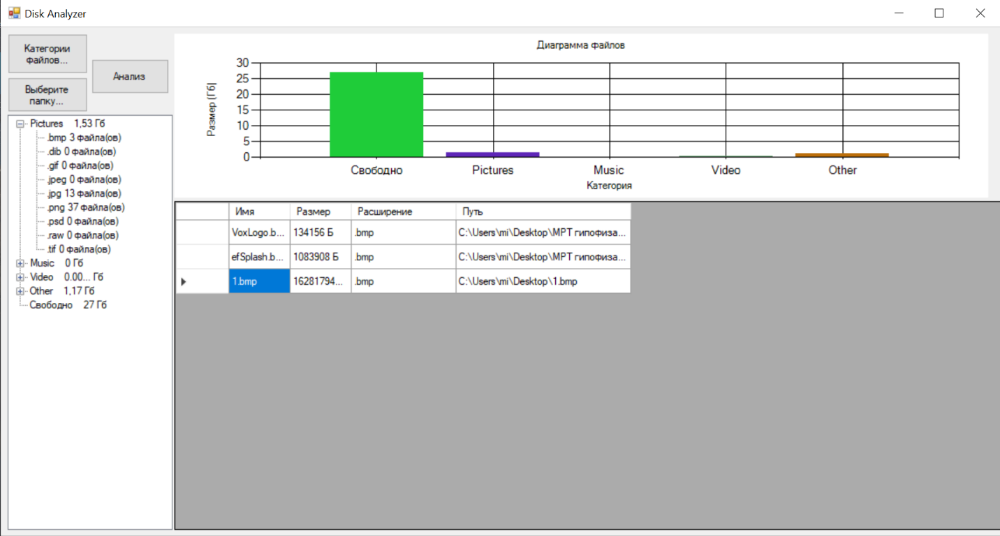 Disk Analyzer
Категории
файлов...
Анализ
Выберите
папку...
Pictures 1,53 Гб
.bmp 3 файла(ов)
.dib 0 файла(ов)
.gif 0 файла(ов)
.jpeg 0 файла(ов)
.jpg 13 файла(ов)
.png 37 файла(ов)
.psd 0 файла(ов)
.raw 0 файла(ов)
.tif 0 файла(ов)
Music 0 Гб
Video 0.00... Гб
Other 1,17 Гб
Свободно 27 Гб
Диаграмма файлов
Размер (Гб)
30
25
20
15
10
5
0
Свободно Pictures Music Video Other
Категория
Имя Размер Расширение Путь
VoxLogo.b... 134156 Б .bmp C:\Users\mi\Desktop\МРТ гипофиза...
efSplash.b... 1083908 Б .bmp C:\Users\mi\Desktop\МРТ гипофиза...
1.bmp 16281794... .bmp C:\Users\mi\Desktop\1.bmp